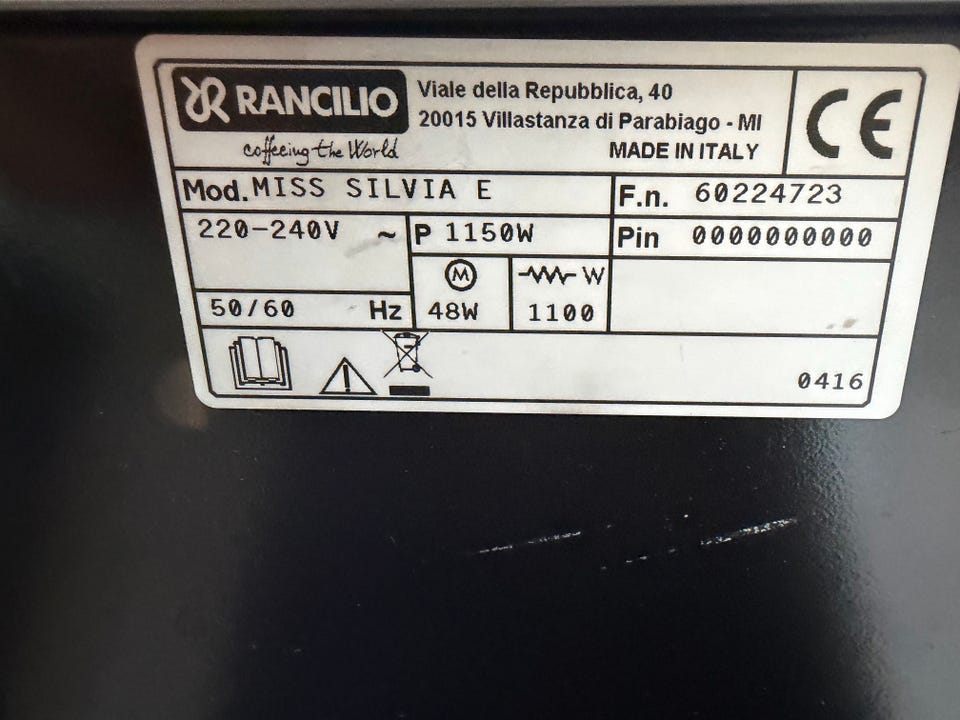 RANCILIO
coffeeing the World
Viale della Repubblica, 40
20015 Villastanza di Parabiago - MI
MADE IN ITALY
CE
Mod. MISS SILVIA E
F.n. 60224723
220-240V ~
P 1150W
Pin 0000000000
M
W
50/60 Hz
48W
1100
0416